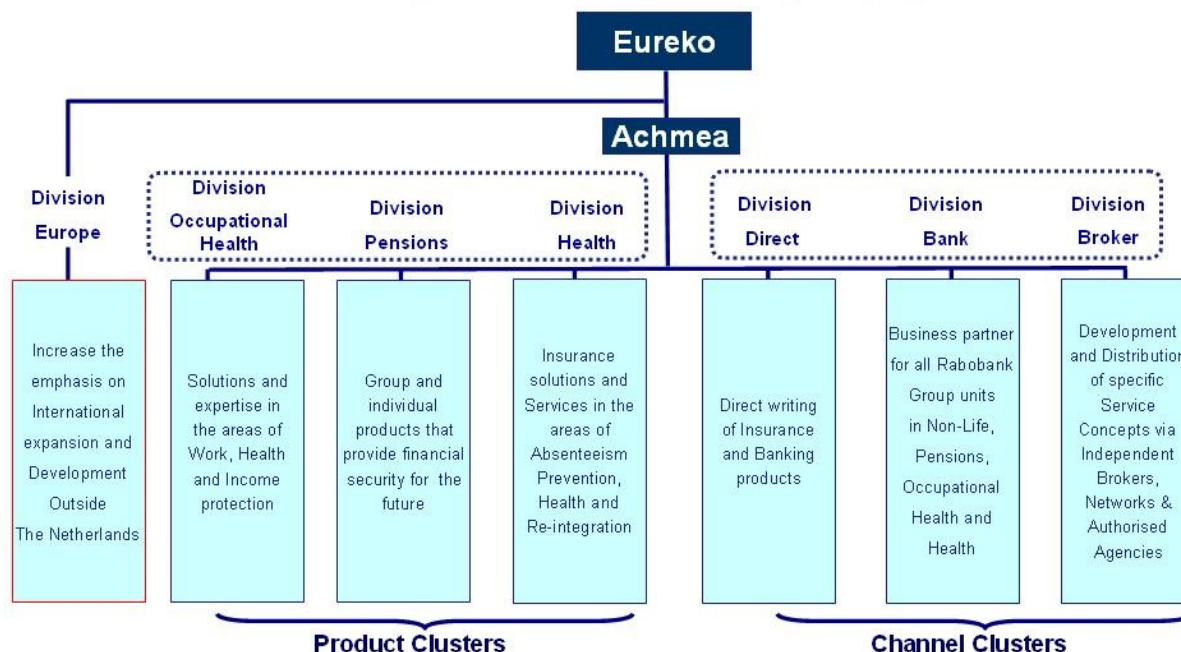 Eureko
Achmea
Division
Europe
Division
Occupational
Health
Division
Pensions
Division
Health
Division
Direct
Division
Bank
Division
Broker
Increase the
emphasis on
International
expansion and
Development
Outside
The Netherlands
Solutions and
expertise in
the areas of
Work, Health
and Income
protection
Group and
individual
products that
provide financial
security for the
future
Insurance
solutions and
Services in the
areas of
Absenteeism
Prevention,
Health and
Re-integration
Direct writing
of Insurance
and Banking
products
Business partner
for all Rabobank
Group units
in Non-Life,
Pensions,
Occupational
Health and
Health
Development
and Distribution
of specific
Service
Concepts via
Independent
Brokers,
Networks &
Authorised
Agencies
Product Clusters
Channel Clusters